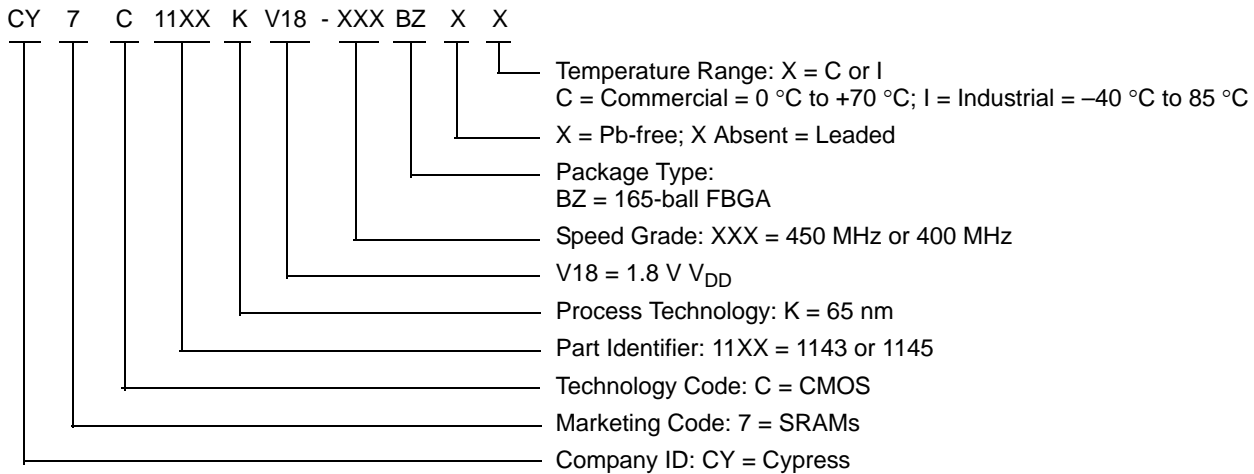 CY 7 C 11XX K V18 - XXX BZ X X
Temperature Range: X = C or I
C = Commercial = 0 °C to +70 °C; I = Industrial = –40 °C to 85 °C
X = Pb-free; X Absent = Leaded
Package Type:
BZ = 165-ball FBGA
Speed Grade: XXX = 450 MHz or 400 MHz
V18 = 1.8 V VDD
Process Technology: K = 65 nm
Part Identifier: 11XX = 1143 or 1145
Technology Code: C = CMOS
Marketing Code: 7 = SRAMs
Company ID: CY = Cypress